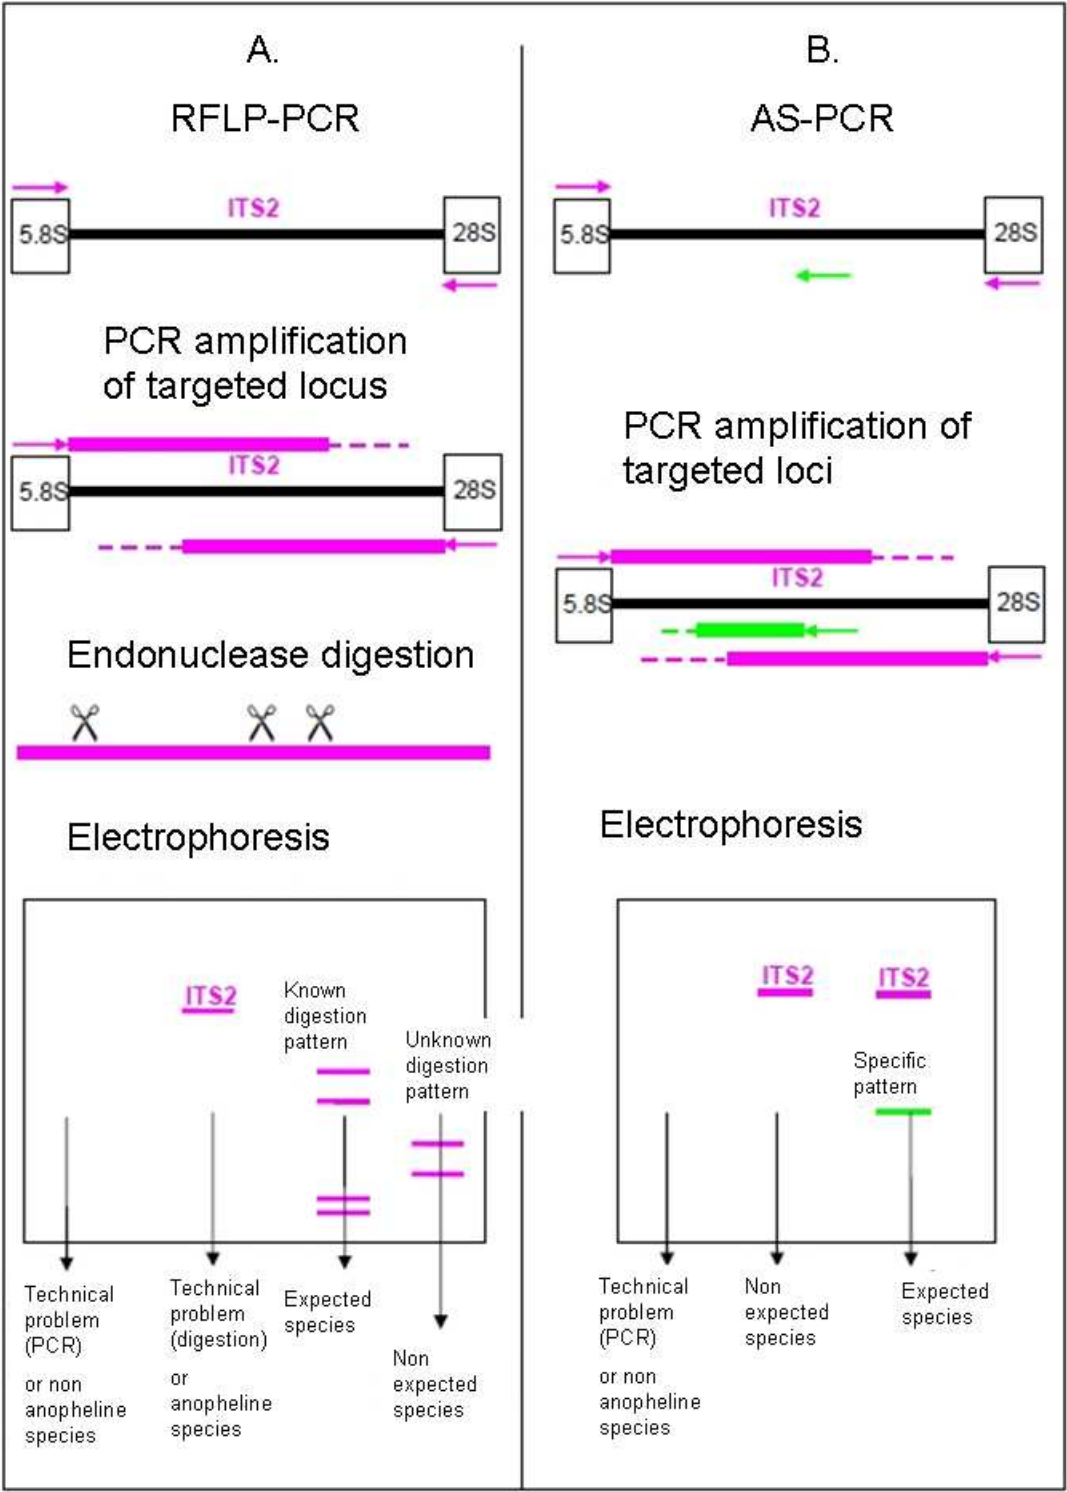 A.
RFLP-PCR
ITS2
5.8S
28S
PCR amplification
of targeted locus
ITS2
5.8S
28S
Endonuclease digestion
Electrophoresis
ITS2
Known
digestion
pattern
Unknown
digestion
pattern
Technical
problem
(PCR)
or non
anopheline
species
Technical
problem
(digestion)
or
anopheline
species
Expected
species
Non
expected
species
B.
AS-PCR
ITS2
5.8S
28S
PCR amplification of
targeted loci
ITS2
5.8S
28S
Electrophoresis
ITS2
ITS2
Specific
pattern
Technical
problem
(PCR)
or non
anopheline
species
Non
expected
species
Expected
species